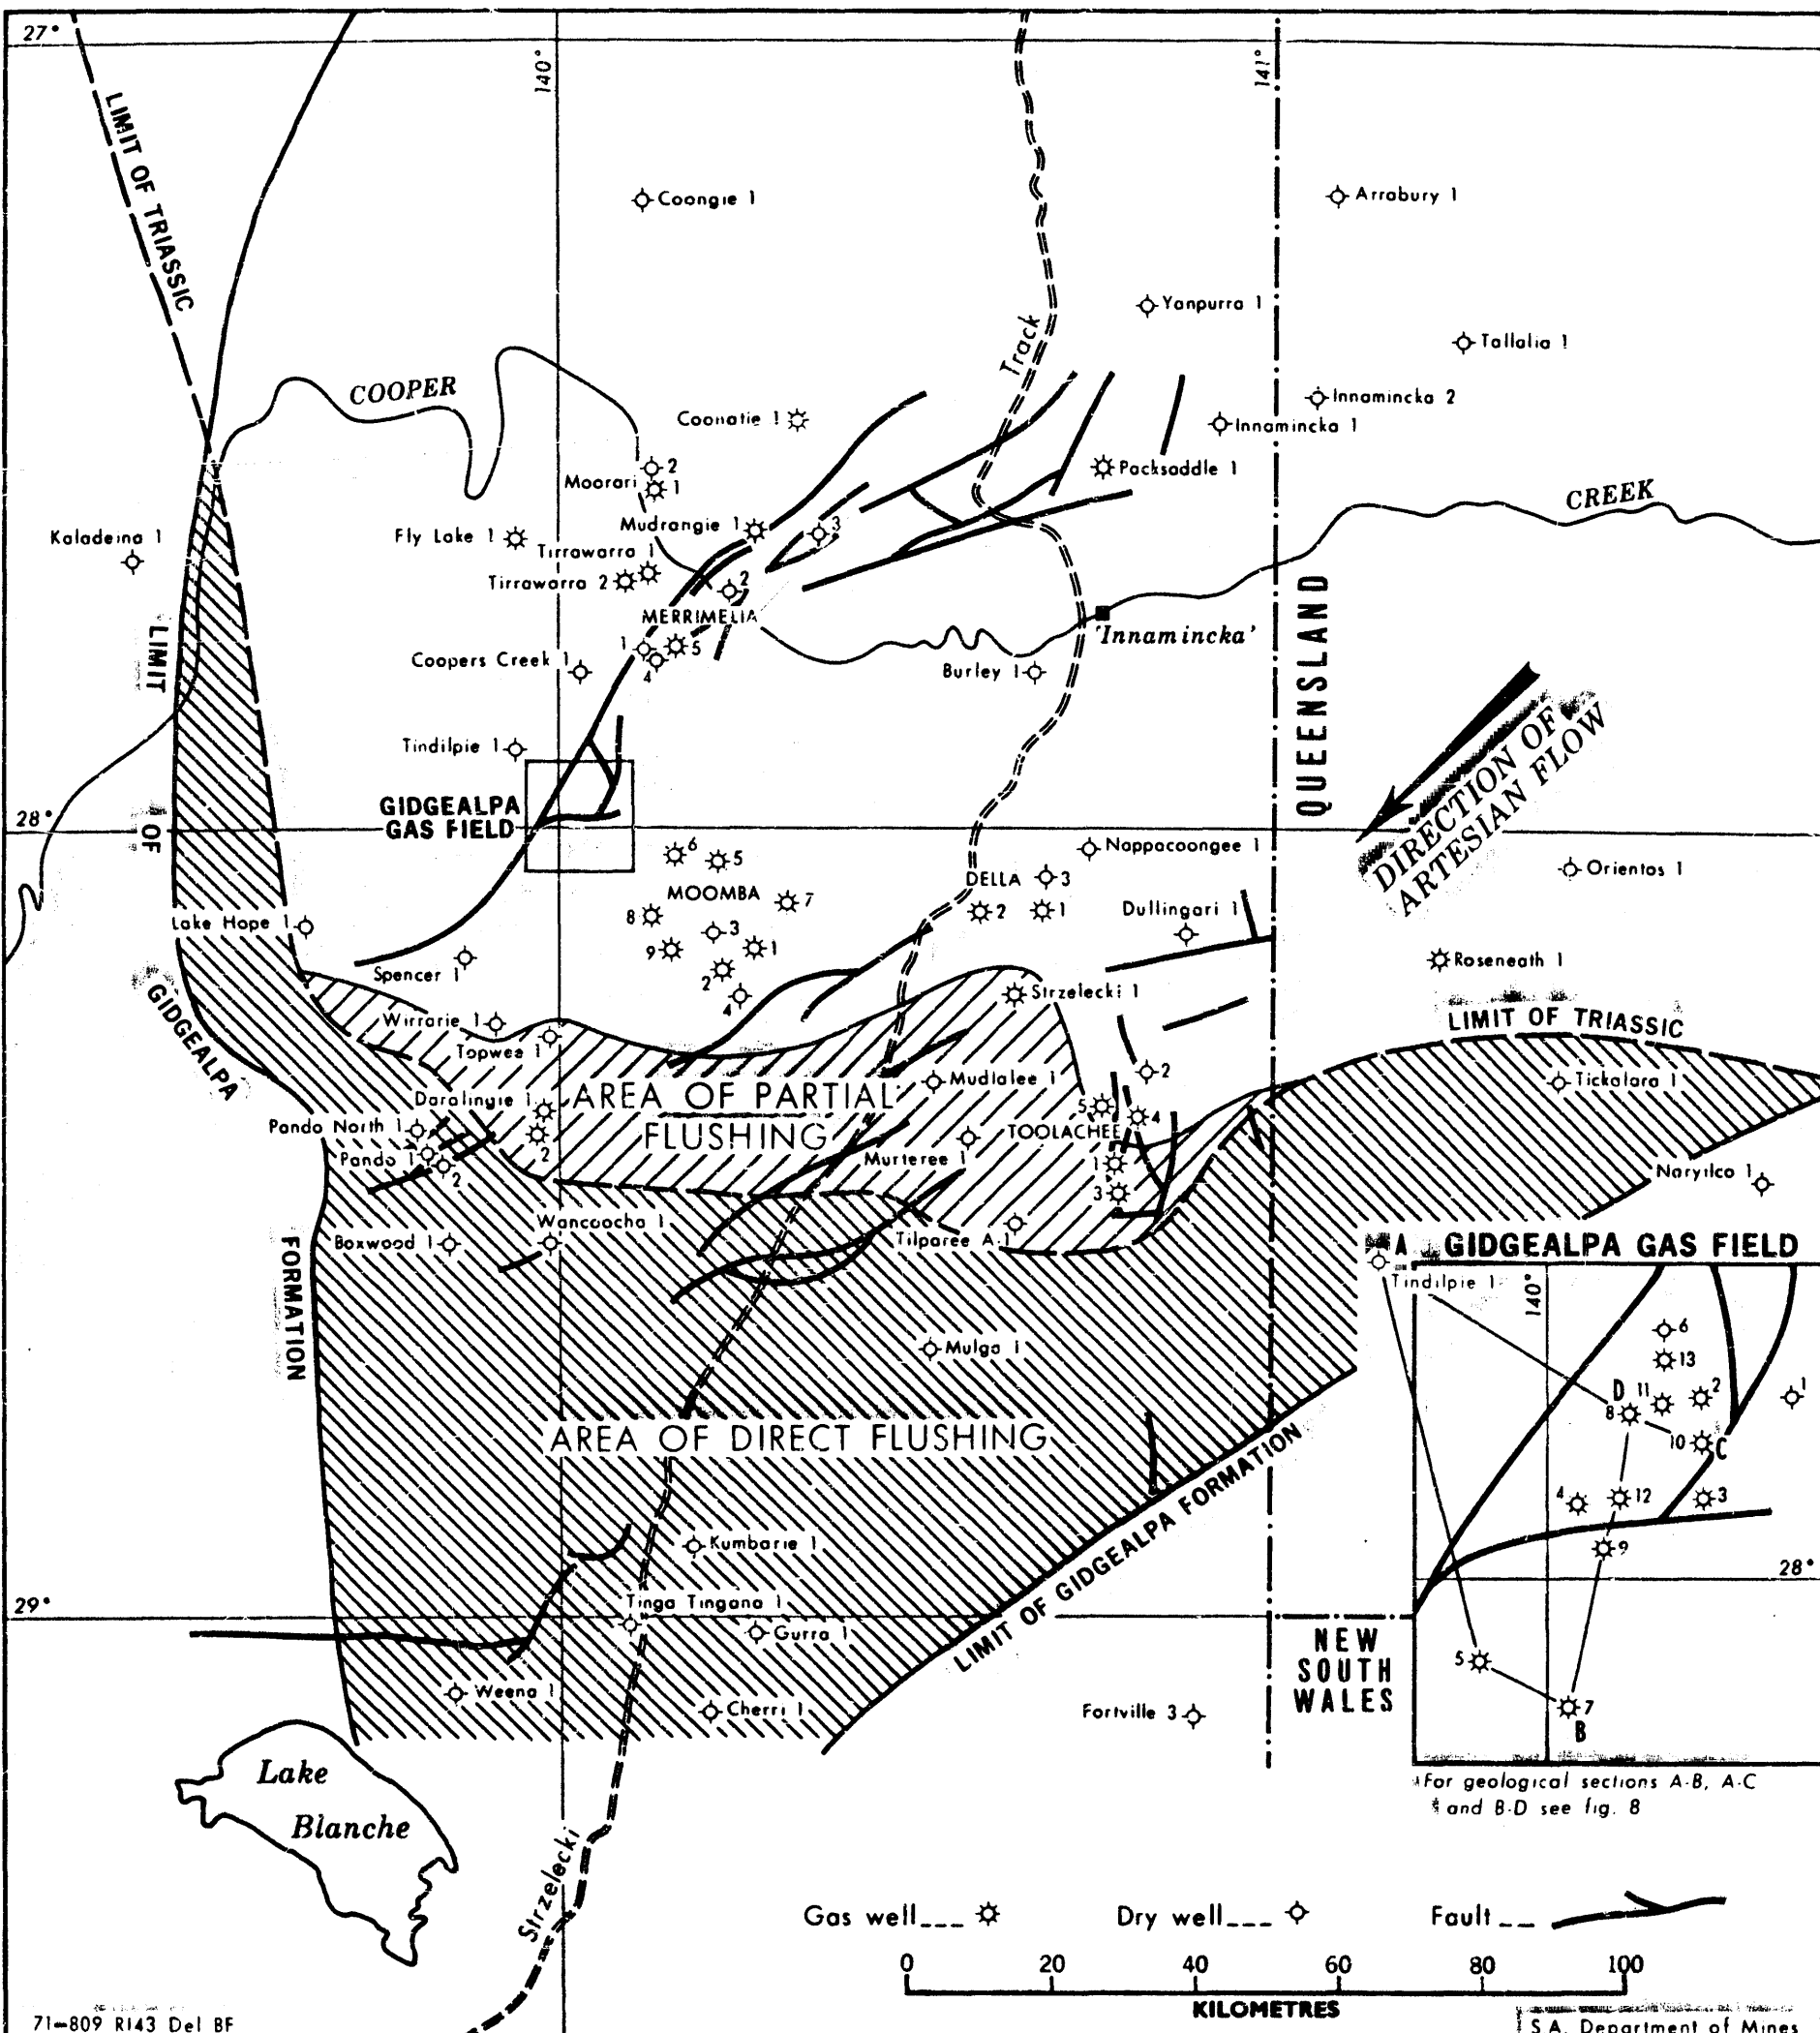 27°
140°
141°
LIMIT OF TRIASSIC
Coongie 1
Arrabury 1
Yanpurra 1
Track
Tallalia 1
COOPER
Innamincka 2
Coonatie 1
Innamincka 1
2
Moorari
1
Packsaddle 1
CREEK
Kaladeina 1
Fly Lake 1
Mudrangie 1
3
Tirrawarra 1
Tirrawarra 2
2
MERRIMELIA
QUEENSLAND
'Innamincka'
LIMIT
1
5
4
Coopers Creek 1
Burley 1
DIRECTION OF
ARTESIAN FLOW
Tindilpie 1
GIDGEALPA
GAS FIELD
28°
OF
6
5
Nappacoongee 1
MOOMBA
7
DELLA
3
Orientos 1
8
2
1
Dullingari 1
Lake Hope 1
3
9
1
Roseneath 1
Spencer 1
2
4
Strzelecki 1
GIDGEALPA
LIMIT OF TRIASSIC
Wirrarie 1
Topwee 1
2
Mudlalee 1
Tickalara 1
Daralingie 1
AREA OF PARTIAL
FLUSHING
5
4
Pando North 1
TOOLACHEE
Pando 1
2
2
Murteree 1
1
Naryilco 1
3
Wancoocha 1
Boxwood 1
Tilparee A 1
FORMATION
A
GIDGEALPA GAS FIELD
Tindilpie 1
140°
Mulga 1
6
13
D
11
2
1
8
10
C
AREA OF DIRECT FLUSHING
4
12
3
9
28°
Kumbarie 1
LIMIT OF GIDGEALPA FORMATION
29°
Tinga Tingana 1
Gurra 1
NEW
SOUTH
WALES
5
Weena 1
Cherri 1
Fortville 3
7
B
Lake
Blanche
For geological sections A-B, A-C
and B-D see fig. 8
Strzelecki
Gas well___
Dry well___
Fault__
0 20 40 60 80 100
KILOMETRES
71-809 R143 Del BF
S.A. Department of Mines